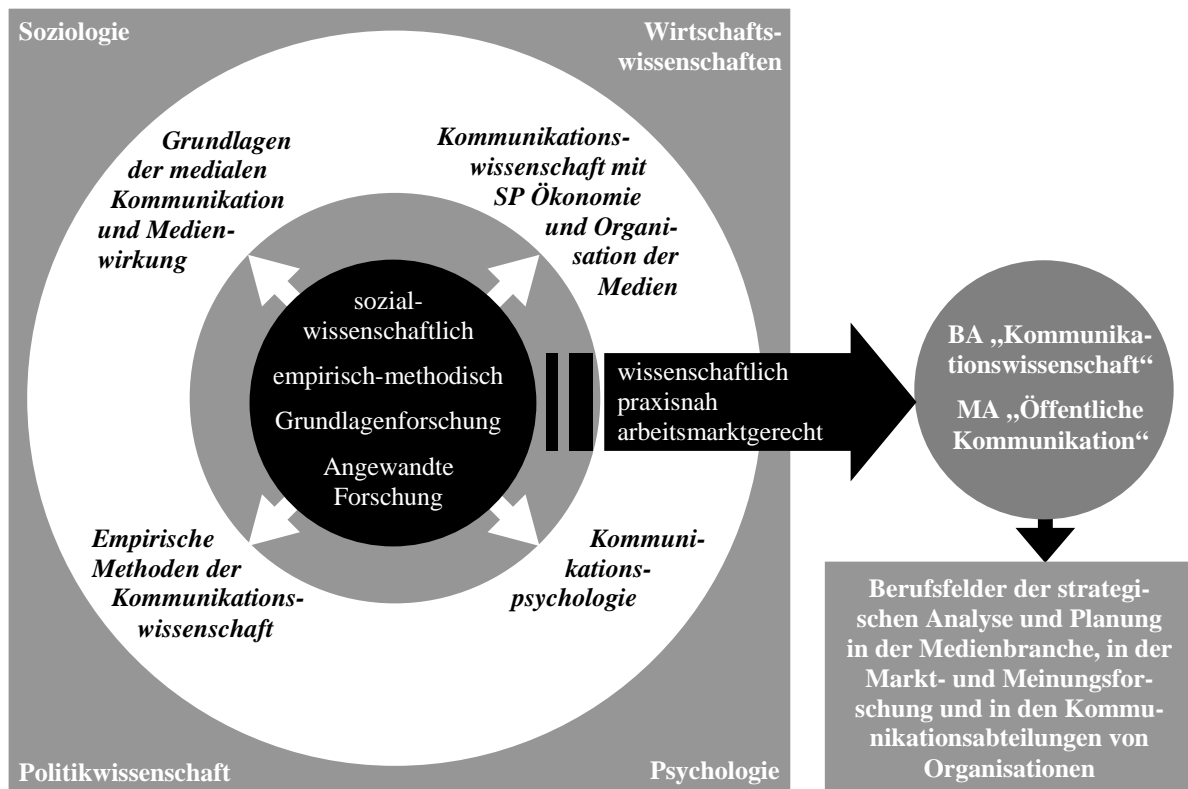 Soziologie
Wirtschafts-
wissenschaften
Grundlagen
der medialen
Kommunikation
und Medien-
wirkung
Kommunikations-
wissenschaft mit
SP Ökonomie
und Organi-
sation der
Medien
sozial-
wissenschaftlich
empirisch-methodisch
Grundlagenforschung
Angewandte
Forschung
wissenschaftlich
praxisnah
arbeitsmarktgerecht
BA „Kommunika-
tionswissenschaft“
MA „Öffentliche
Kommunikation“
Empirische
Methoden der
Kommunikations-
wissenschaft
Kommuni-
kations-
psychologie
Berufsfelder der strategi-
schen Analyse und Planung
in der Medienbranche, in der
Markt- und Meinungsfor-
schung und in den Kommu-
nikationsabteilungen von
Organisationen
Politikwissenschaft
Psychologie